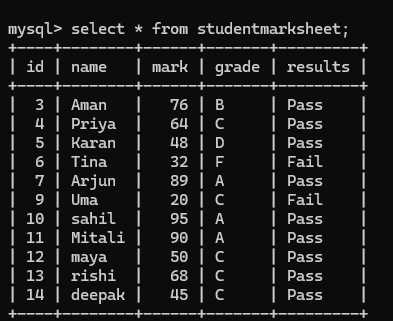 mysql> select * from studentmarksheet;
+----+---------+------+-------+---------+
| id | name    | mark | grade | results |
+----+---------+------+-------+---------+
|  3 | Aman    |   76 | B     | Pass    |
|  4 | Priya   |   64 | C     | Pass    |
|  5 | Karan   |   48 | D     | Pass    |
|  6 | Tina    |   32 | F     | Fail    |
|  7 | Arjun   |   89 | A     | Pass    |
|  9 | Uma     |   20 | C     | Fail    |
| 10 | sahil   |   95 | A     | Pass    |
| 11 | Mitali  |   90 | A     | Pass    |
| 12 | maya    |   50 | C     | Pass    |
| 13 | rishi   |   68 | C     | Pass    |
| 14 | deepak  |   45 | C     | Pass    |
+----+---------+------+-------+---------+